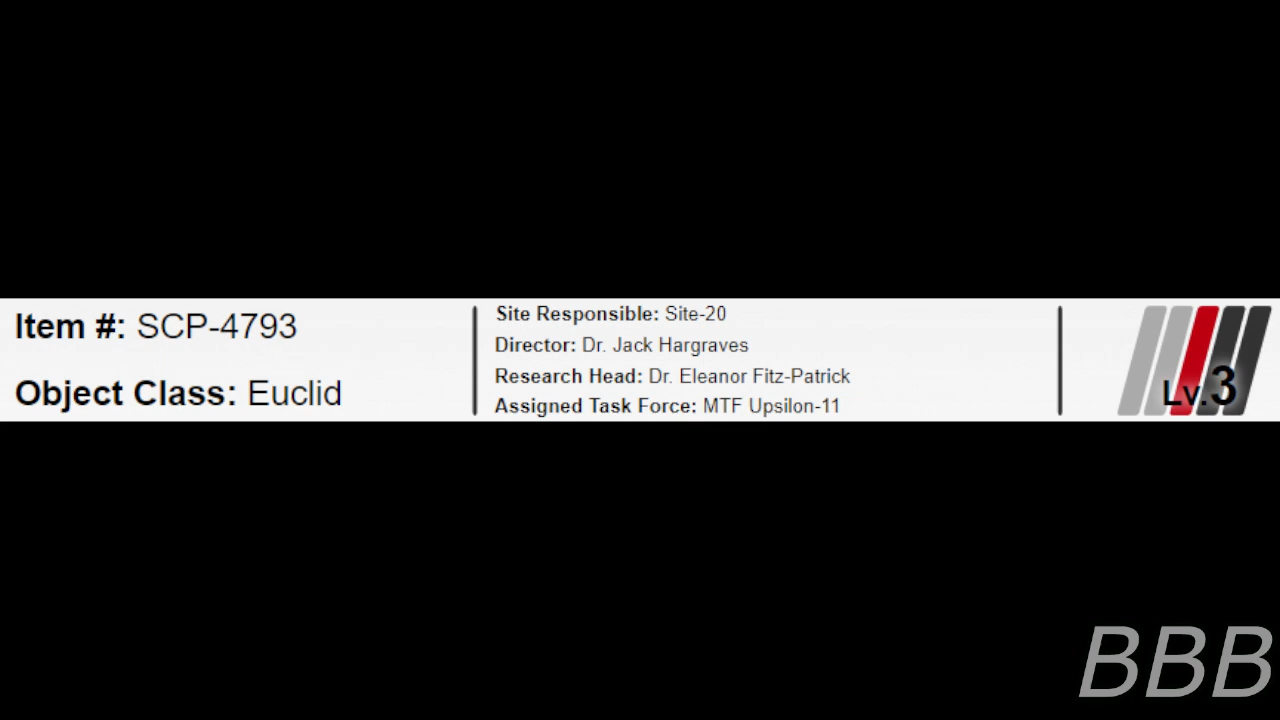 Item #: SCP-4793
Object Class: Euclid
Site Responsible: Site-20
Director: Dr. Jack Hargraves
Research Head: Dr. Eleanor Fitz-Patrick
Assigned Task Force: MTF Upsilon-11
Lv.3
BBB